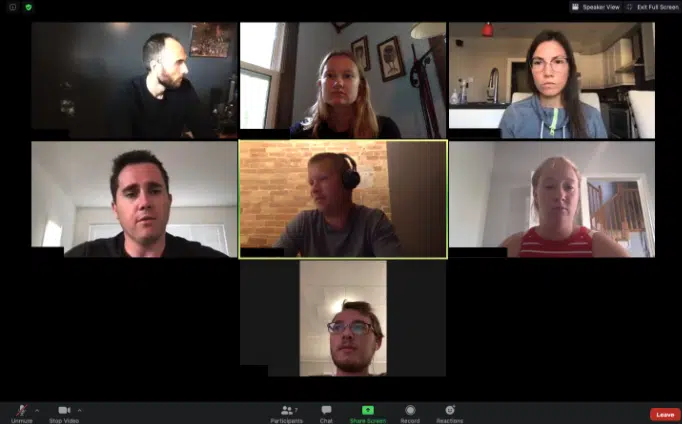 Speaker View
Exit Full Screen
Unmute
Stop Video
Participants
7
Chat
Share Screen
Record
Reactions
Leave